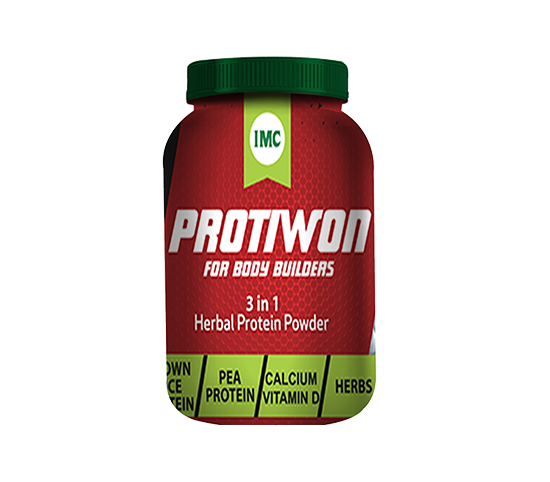 IMC
PROTIWON
FOR BODY BUILDERS
3 in 1
Herbal Protein Powder
PEA
PROTEIN
CALCIUM
VITAMIN D
HERBS